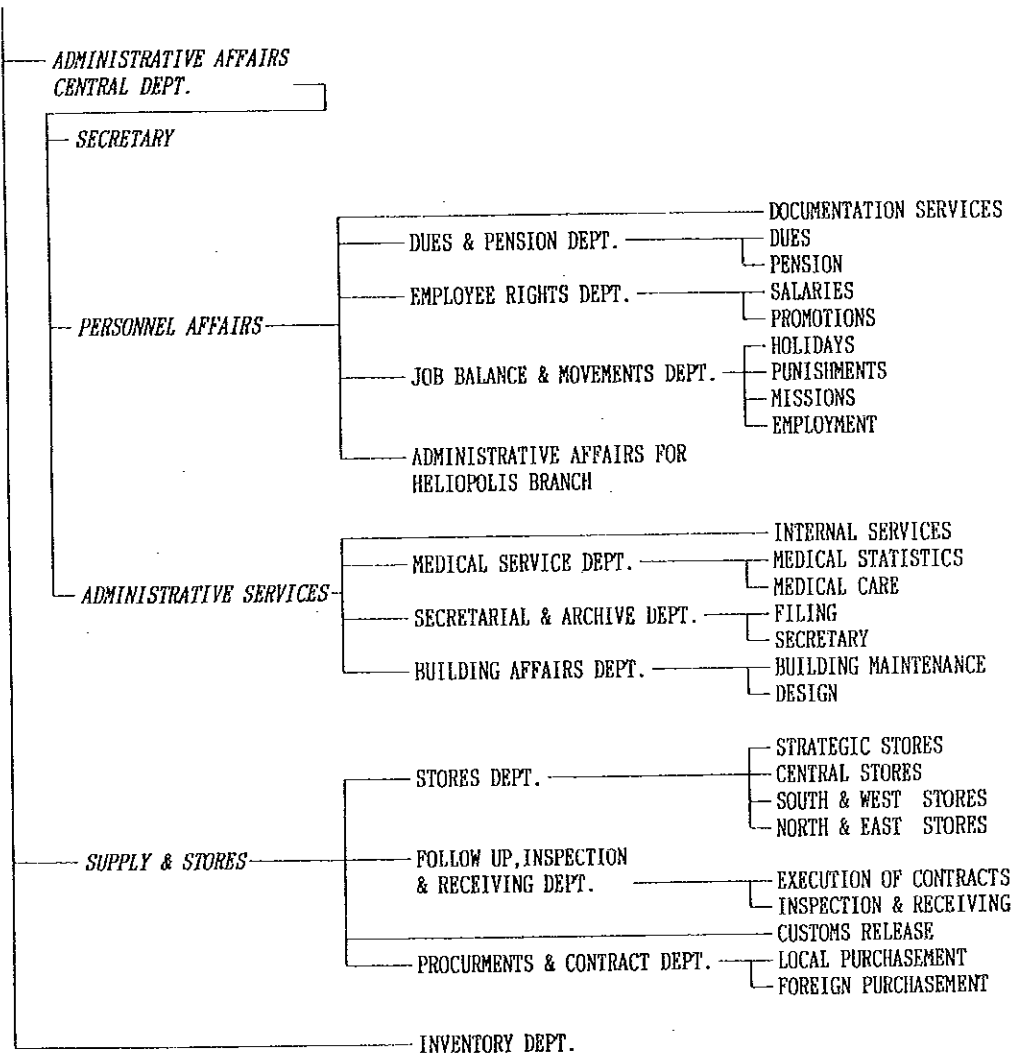 ADMINISTRATIVE AFFAIRS
CENTRAL DEPT.
SECRETARY
DOCUMENTATION SERVICES
DUES & PENSION DEPT.
DUES
PENSION
EMPLOYEE RIGHTS DEPT.
SALARIES
PROMOTIONS
PERSONNEL AFFAIRS
HOLIDAYS
JOB BALANCE & MOVEMENTS DEPT.
PUNISHMENTS
MISSIONS
EMPLOYMENT
ADMINISTRATIVE AFFAIRS FOR
HELIOPOLIS BRANCH
INTERNAL SERVICES
MEDICAL SERVICE DEPT.
MEDICAL STATISTICS
MEDICAL CARE
ADMINISTRATIVE SERVICES
SECRETARIAL & ARCHIVE DEPT.
FILING
SECRETARY
BUILDING AFFAIRS DEPT.
BUILDING MAINTENANCE
DESIGN
STRATEGIC STORES
STORES DEPT.
CENTRAL STORES
SOUTH & WEST STORES
NORTH & EAST STORES
SUPPLY & STORES
FOLLOW UP,INSPECTION
& RECEIVING DEPT.
EXECUTION OF CONTRACTS
INSPECTION & RECEIVING
CUSTOMS RELEASE
PROCURMENTS & CONTRACT DEPT.
LOCAL PURCHASEMENT
FOREIGN PURCHASEMENT
INVENTORY DEPT.